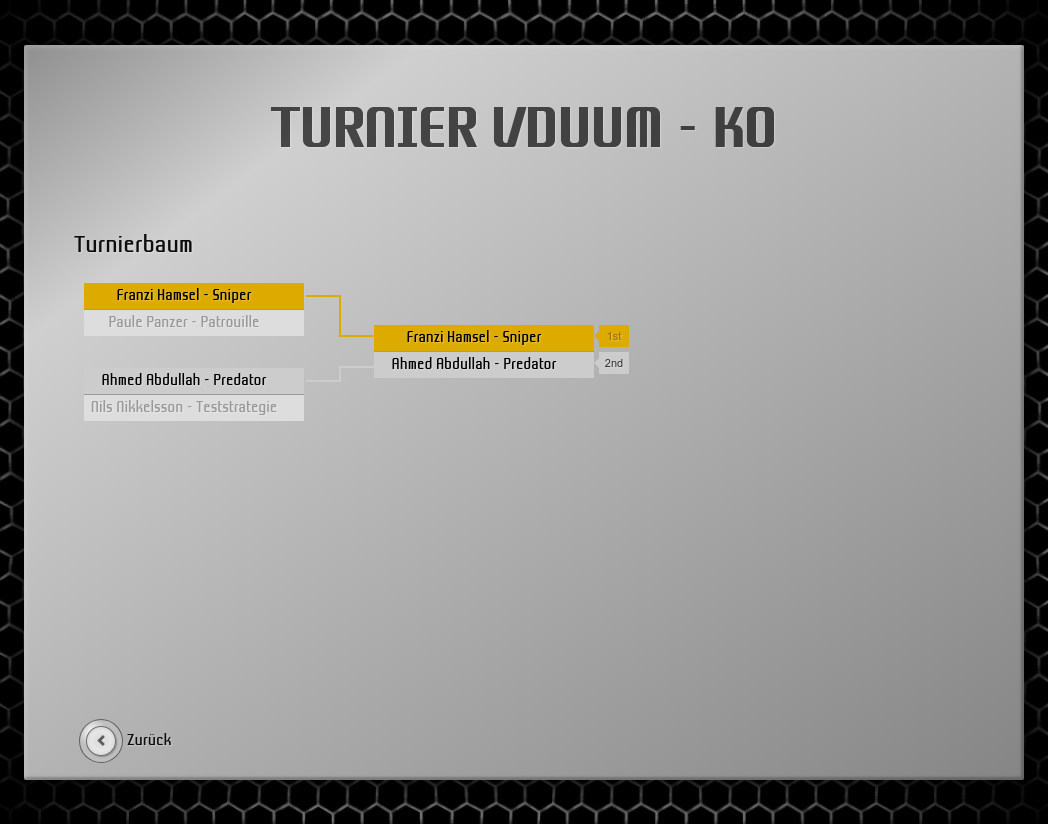 TURNIER VDUUM - KO
Turnierbaum
Franzi Hamsel - Sniper
Paule Panzer - Patrouille
Ahmed Abdullah - Predator
Nils Nikkelsson - Teststrategie
Franzi Hamsel - Sniper
1st
Ahmed Abdullah - Predator
2nd
Zurück